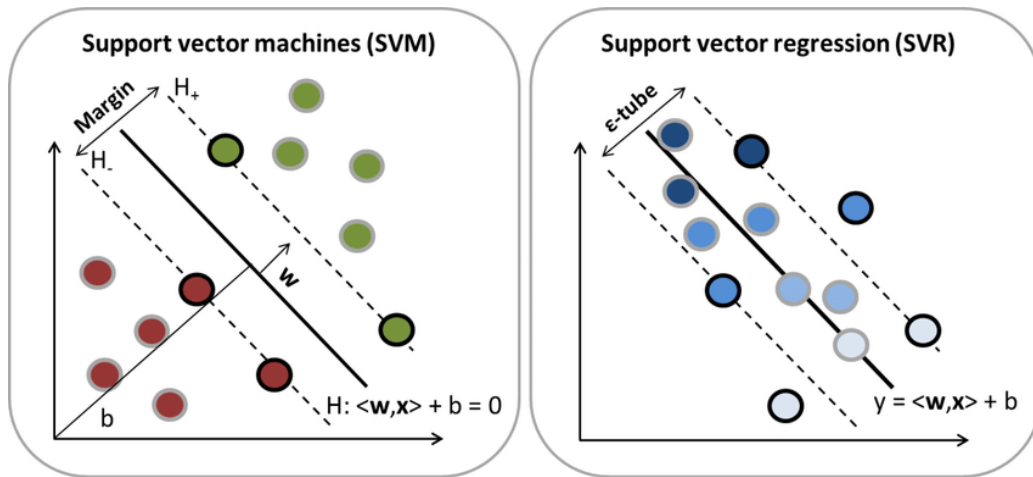 Support vector machines (SVM)
Margin
H+
H-
w
b
H: <w,x> + b = 0
Support vector regression (SVR)
ε-tube
y = <w,x> + b